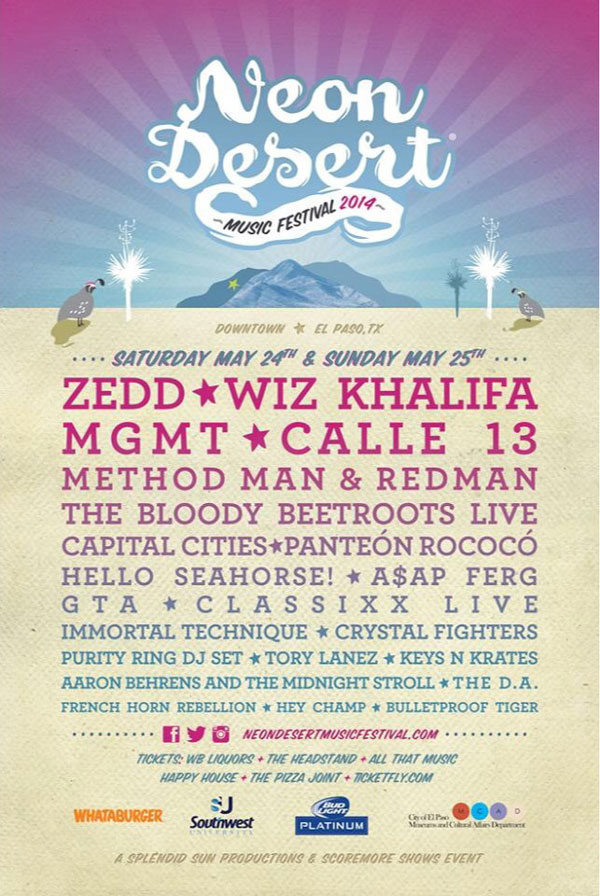 Neon
Desert®
~MUSIC FESTIVAL 2014~
DOWNTOWN ★ EL PASO, TX
.... SATURDAY MAY 24TH & SUNDAY MAY 25TH ....
ZEDD★WIZ KHALIFA
MGMT★CALLE 13
METHOD MAN & REDMAN
THE BLOODY BEETROOTS LIVE
CAPITAL CITIES★PANTEÓN ROCOCÓ
HELLO SEAHORSE! ★ A$AP FERG
GTA ★ CLASSIXX LIVE
IMMORTAL TECHNIQUE ★ CRYSTAL FIGHTERS
PURITY RING DJ SET ★ TORY LANEZ ★ KEYS N KRATES
AARON BEHRENS AND THE MIDNIGHT STROLL ★ THE D.A.
FRENCH HORN REBELLION ★ HEY CHAMP ★ BULLETPROOF TIGER
NEONDESERTMUSICFESTIVAL.COM
TICKETS: WB LIQUORS + THE HEADSTAND + ALL THAT MUSIC
HAPPY HOUSE + THE PIZZA JOINT + TICKETFLY.COM
WHATABURGER
SU
Southwest
UNIVERSITY
BUD
LIGHT
PLATINUM
City of El Paso
Museums and Cultural Affairs Department
M C A D
A SPLENDID SUN PRODUCTIONS & SCOREMORE SHOWS EVENT